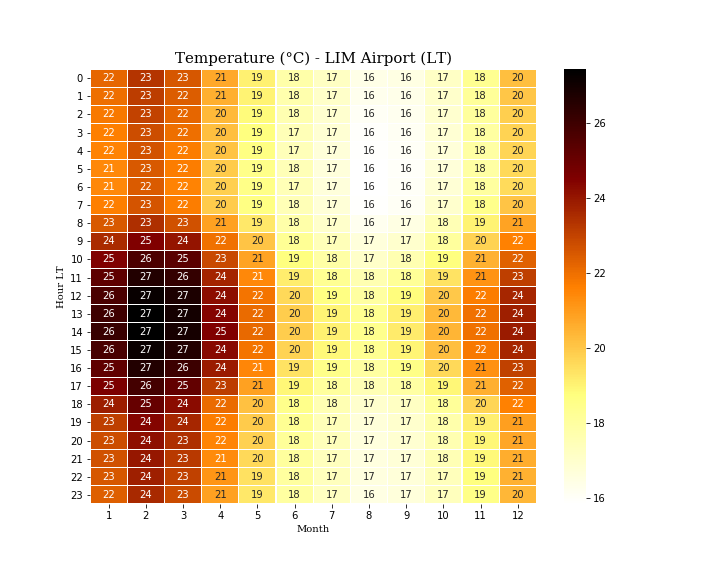 Temperature (°C) - LIM Airport (LT)
0 22 23 23 21 19 18 17 16 16 17 18 20
1 22 23 22 21 19 18 17 16 16 17 18 20
2 22 23 22 20 19 18 17 16 16 17 18 20
3 22 23 22 20 19 17 17 16 16 17 18 20
4 22 23 22 20 19 17 17 16 16 17 18 20
5 21 23 22 20 19 17 17 16 16 17 18 20
6 21 22 22 20 19 17 17 16 16 17 18 20
7 22 23 22 20 19 17 17 16 16 17 18 20
8 23 23 23 21 19 18 17 16 17 18 19 21
9 24 25 24 22 20 18 17 17 17 18 20 22
10 25 26 25 23 21 19 18 17 18 19 21 22
11 25 27 26 24 21 19 18 18 18 19 21 23
12 26 27 27 24 22 20 19 18 19 20 22 24
13 26 27 27 24 22 20 19 18 19 20 22 24
14 26 27 27 25 22 20 19 18 19 20 22 24
15 26 27 27 24 22 20 19 18 19 20 22 24
16 25 27 26 24 21 19 19 18 19 20 21 23
17 25 26 25 23 21 19 18 18 18 19 21 22
18 24 25 24 22 20 18 18 17 17 18 20 22
19 23 24 24 22 20 18 17 17 17 18 19 21
20 23 24 23 22 20 18 17 17 17 18 19 21
21 23 24 23 21 20 18 17 17 17 18 19 21
22 23 24 23 21 19 18 17 17 17 17 19 21
23 22 24 23 21 19 18 17 16 17 17 19 20
1 2 3 4 5 6 7 8 9 10 11 12
Month
Hour LT
26
24
22
20
18
16